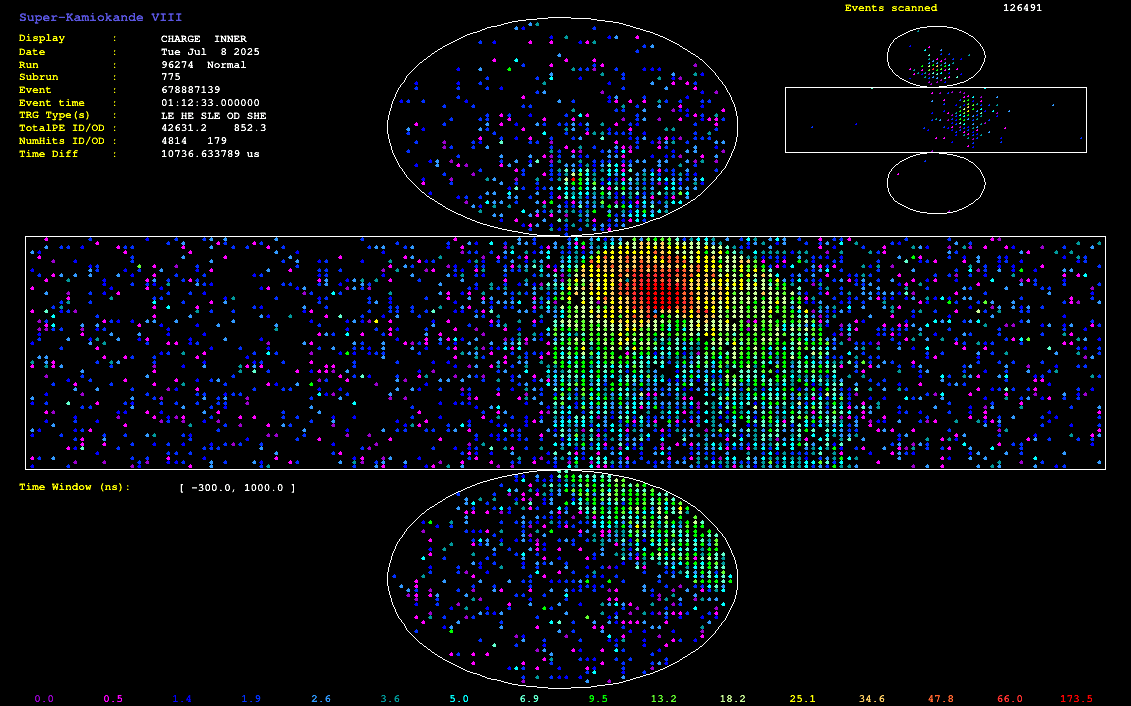 Super-Kamiokande VIII
Display : CHARGE INNER
Date : Tue Jul 8 2025
Run : 96274 Normal
Subrun : 775
Event : 678887139
Event time : 01:12:33.000000
TRG Type(s) : LE HE SLE OD SHE
TotalPE ID/OD : 42631.2 852.3
NumHits ID/OD : 4814 179
Time Diff : 10736.633789 us
Events scanned 126491
Time Window (ns): [ -300.0, 1000.0 ]
0.0 0.5 1.4 1.9 2.6 3.6 5.0 6.9 9.5 13.2 18.2 25.1 34.6 47.8 66.0 173.5